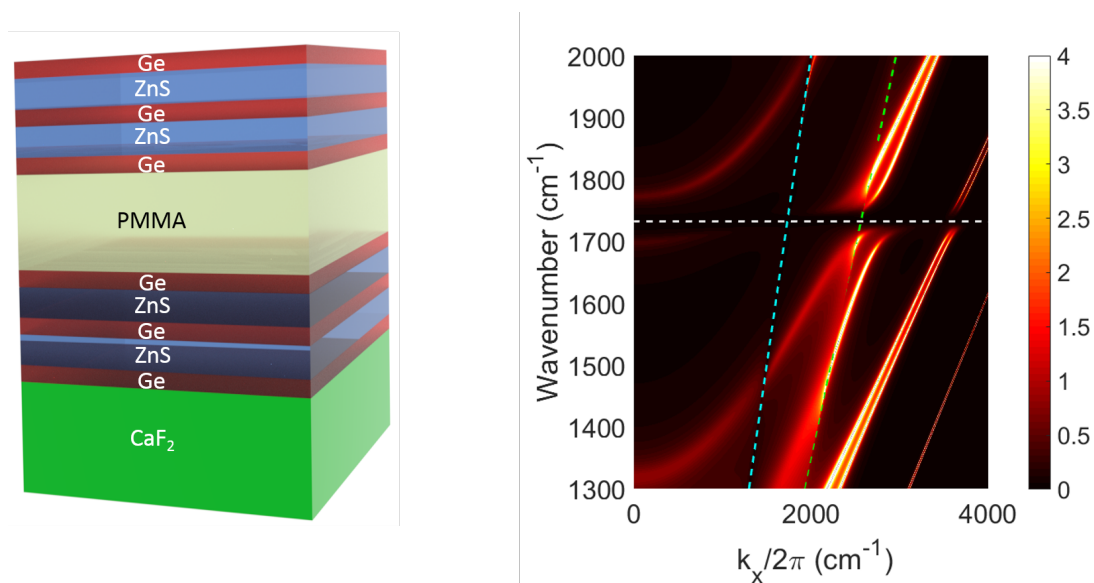 Ge
ZnS
Ge
ZnS
Ge
PMMA
Ge
ZnS
Ge
ZnS
Ge
CaF₂
Wavenumber (cm⁻¹)
2000
1900
1800
1700
1600
1500
1400
1300
0
2000
4000
kₓ/2π (cm⁻¹)
4
3.5
3
2.5
2
1.5
1
0.5
0